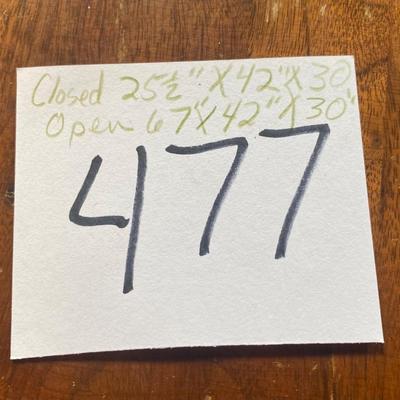 Closed 25½" X 42" X 30
Open 67" X 42" X 30"
477